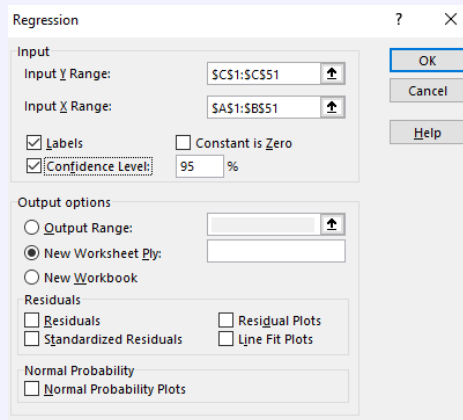 Regression ? ×
Input
Input Y Range: $C$1:$C$51
Input X Range: $A$1:$B$51
Labels Constant is Zero
Confidence Level: 95 %
OK
Cancel
Help
Output options
Output Range:
New Worksheet Ply:
New Workbook
Residuals
Residuals Residual Plots
Standardized Residuals Line Fit Plots
Normal Probability
Normal Probability Plots